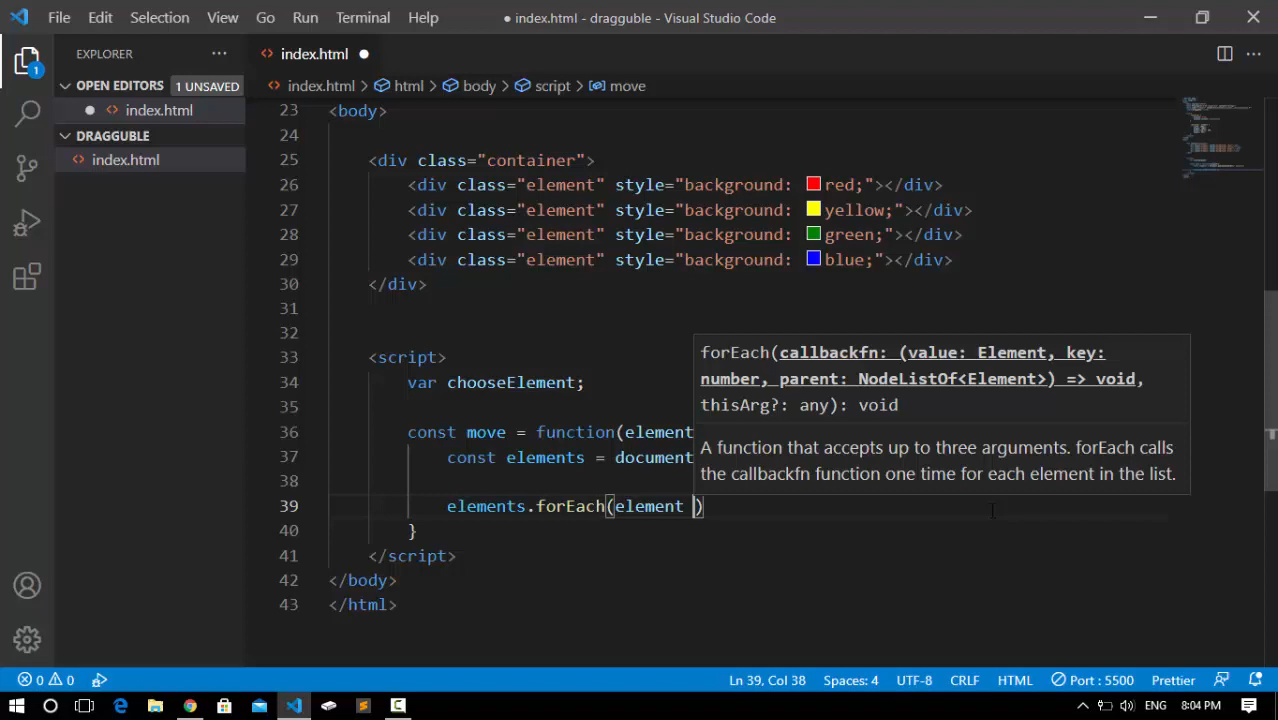 File Edit Selection View Go Run Terminal Help ● index.html - dragguble - Visual Studio Code
EXPLORER ···
index.html ●
OPEN EDITORS 1 UNSAVED
index.html > html > body > script > move
1
● index.html
DRAGGUBLE
index.html
23 <body>
24
25 <div class="container">
26 <div class="element" style="background: red;"></div>
27 <div class="element" style="background: yellow;"></div>
28 <div class="element" style="background: green;"></div>
29 <div class="element" style="background: blue;"></div>
30 </div>
31
32
33 <script>
34 var chooseElement;
35
36 const move = function(element
37 const elements = document
38
39 elements.forEach(element )
40 }
41 </script>
42 </body>
43 </html>
forEach(callbackfn: (value: Element, key:
number, parent: NodeListOf<Element>) => void,
thisArg?: any): void
A function that accepts up to three arguments. forEach calls
the callbackfn function one time for each element in the list.
0 0 Ln 39, Col 38 Spaces: 4 UTF-8 CRLF HTML Port : 5500 Prettier
ENG 8:04 PM